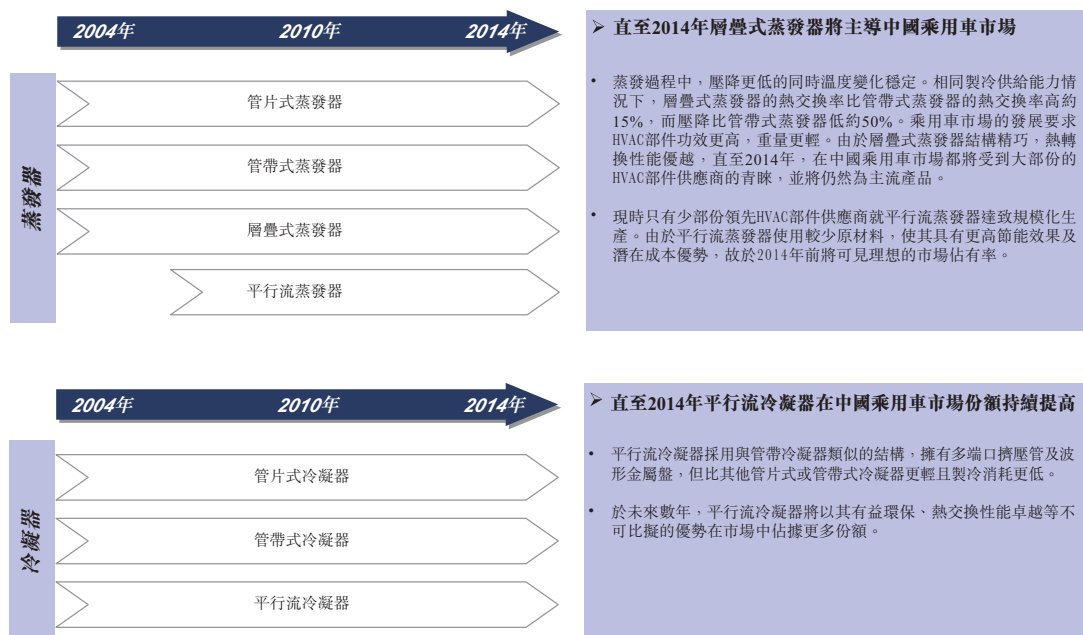 2004年 2010年 2014年
蒸發器
管片式蒸發器
管帶式蒸發器
層疊式蒸發器
平行流蒸發器
➢ 直至2014年層疊式蒸發器將主導中國乘用車市場
• 蒸發過程中，壓降更低的同時溫度變化穩定。相同製冷供給能力情
況下，層疊式蒸發器的熱交換率比管帶式蒸發器的熱交換率高約
15%，而壓降比管帶式蒸發器低約50%。乘用車市場的發展要求
HVAC部件功效更高，重量更輕。由於層疊式蒸發器結構精巧，熱轉
換性能優越，直至2014年，在中國乘用車市場都將受到大部份的
HVAC部件供應商的青睞，並將仍然為主流產品。
• 現時只有少部份領先HVAC部件供應商就平行流蒸發器達致規模化生
產。由於平行流蒸發器使用較少原材料，使其具有更高節能效果及
潛在成本優勢，故於2014年前將可見理想的市場佔有率。
2004年 2010年 2014年
冷凝器
管片式冷凝器
管帶式冷凝器
平行流冷凝器
➢ 直至2014年平行流冷凝器在中國乘用車市場份額持續提高
• 平行流冷凝器採用與管帶冷凝器類似的結構，擁有多端口擠壓管及波
形金屬盤，但比其他管片式或管帶式冷凝器更輕且製冷消耗更低。
• 於未來數年，平行流冷凝器將以其有益環保、熱交換性能卓越等不
可比擬的優勢在市場中佔據更多份額。